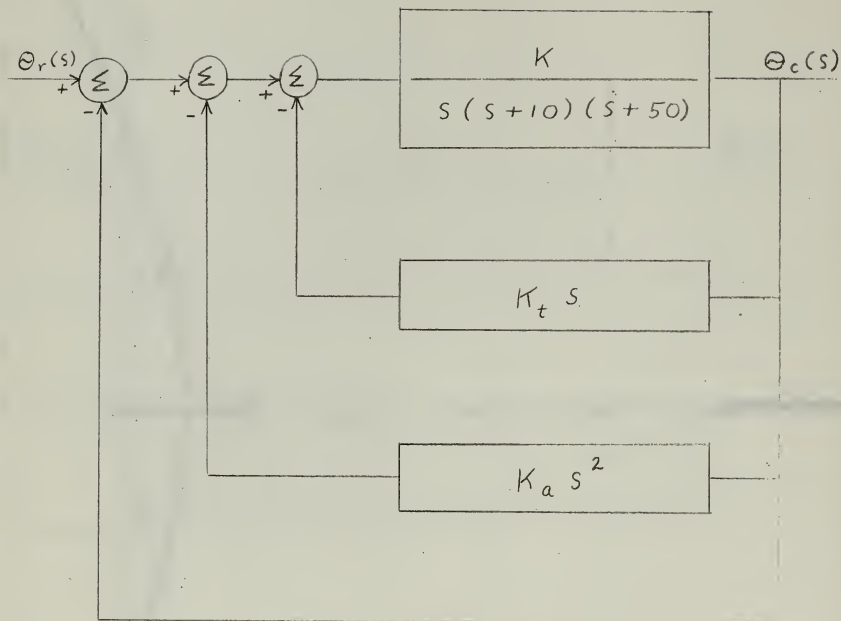 Θr(s)
+ Σ
-
+ Σ
-
+ Σ
-
K
s(s+10)(s+50)
Θc(s)
Kt s
Ka s²